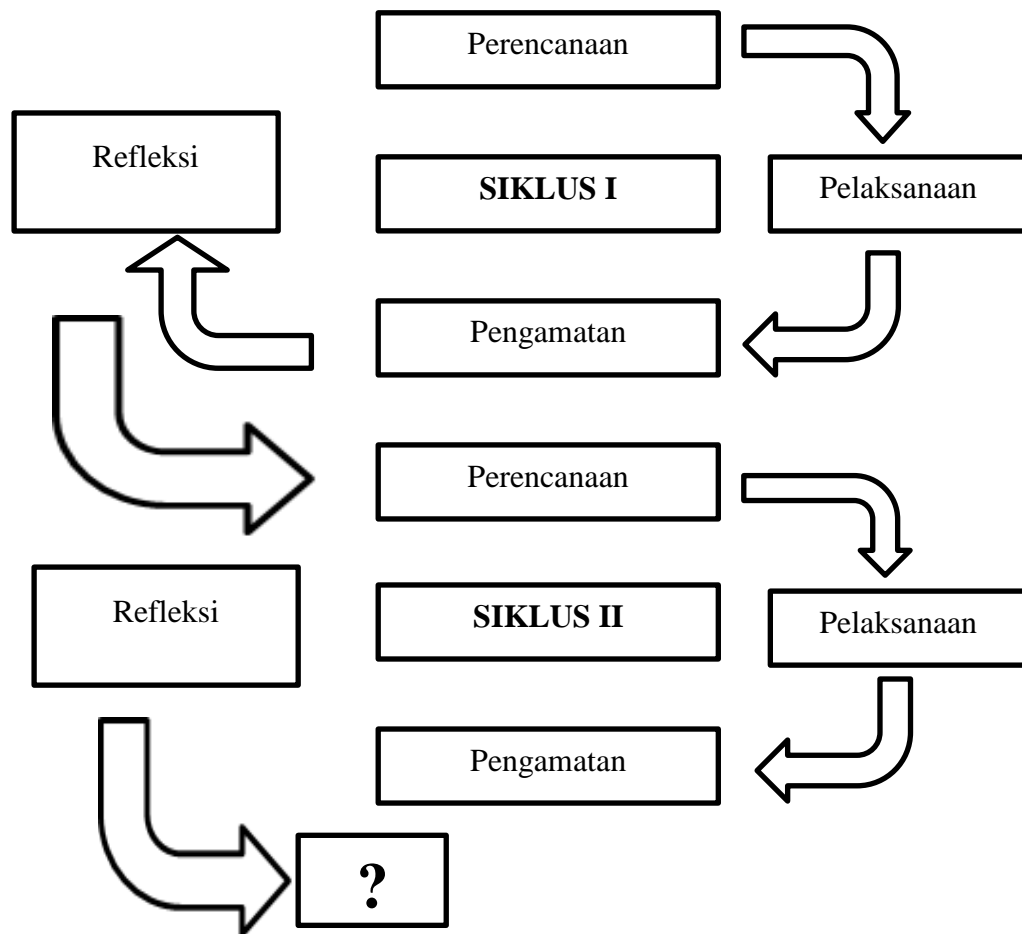 Perencanaan
Refleksi
SIKLUS I
Pelaksanaan
Pengamatan
Perencanaan
Refleksi
SIKLUS II
Pelaksanaan
Pengamatan
?